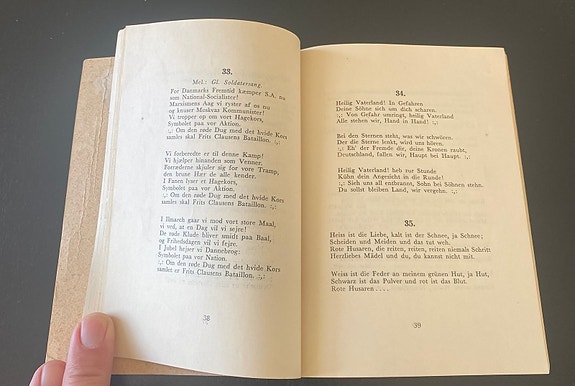 33.
Mel.: Gl. Soldatersang.
For Danmarks Fremtid kæmper S.A. nu
som National-Socialister!
Marxismens Aag vi ryster af os nu
og knuser Moskvas Kommunister!
Vi tropper op om vort Hagekors,
Symbolet paa vor Aktion.
:,: Om den røde Dug med det hvide Kors
samles skal Frits Clausens Bataillon. :,:
Vi forberedte er til denne Kamp!
Vi hjælper hinanden som Venner.
Forræderne skjuler sig for vore Tramp,
den brune Hær de alle kender.
I Fanen lyser et Hagekors,
Symbolet paa vor Aktion.
:,: Om den røde Dug med det hvide Kors
samles skal Frits Clausens Bataillon. :,:
I Ilmarch gaar vi mod vort store Maal,
vi ved, at en Dag vil vi sejre!
De røde Klude bliver smidt paa Baal,
og Frihedsdagen vil vi fejre.
I Jubel hejser vi Dannebrog:
Symbolet paa vor Nation.
:,: Om den røde Dug med det hvide Kors
samlet er Frits Clausens Bataillon. :,:
38
34.
Heilig Vaterland! In Gefahren
Deine Söhne sich um dich scharen.
:,: Von Gefahr umringt, heilig Vaterland
Alle stehen wir, Hand in Hand! :,:
Bei den Sternen steht, was wir schwören.
Der die Sterne lenkt, wird uns hören.
:,: Eh' der Fremde die, deine Kronen raubt,
Deutschland, fallen wir, Haupt bei Haupt. :,:
Heilig Vaterland! heb zur Stunde
Kühn dein Angesicht in die Runde!
:,: Sich uns all entbrannts, Sohn bei Söhnen stehn.
Du sollst bleiben Land, wir vergehn. :,:
35.
Heiss ist die Liebe, kalt ist der Schnee, ja Schnee;
Scheiden und Meiden und das tut weh.
Rote Husaren, die reiten, reiten, reiten niemals Schritt
Herrliebes Mädel und du, du kannst nicht mit.
Weiss ist die Feder an meinem grünen Hut, ja Hut,
Schwarz ist das Pulver und rot ist das Blut.
Rote Husaren ....
39